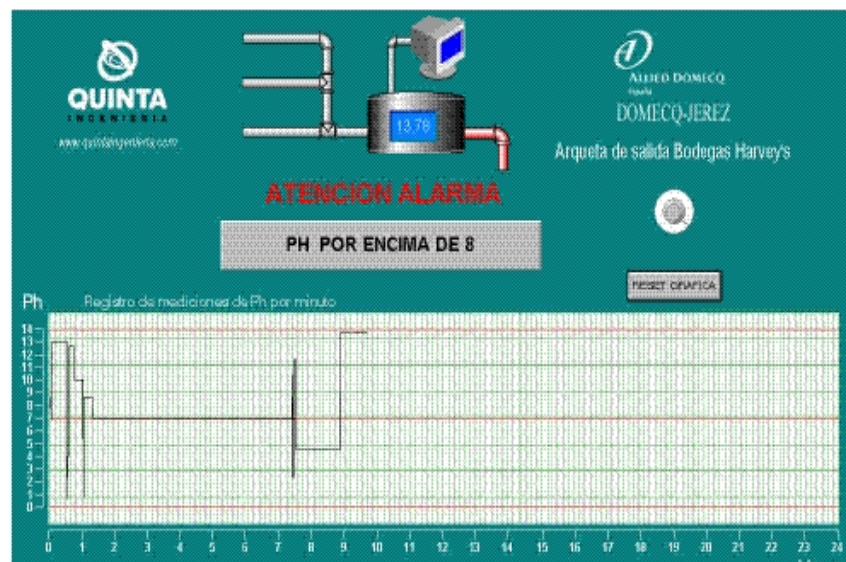 QUINTA
INGENIERIA
www.quintaingenieria.com
13,78
ALLIED DOMECQ
España
DOMECQ-JEREZ
Arqueta de salida Bodegas Harvey's
ATENCION ALARMA
PH POR ENCIMA DE 8
RESET GRAFICA
Ph
Registro de mediciones de Ph por minuto
14
13
12
11
10
9
8
7
6
5
4
3
2
1
0
0 1 2 3 4 5 6 7 8 9 10 11 12 13 14 15 16 17 18 19 20 21 22 23 24